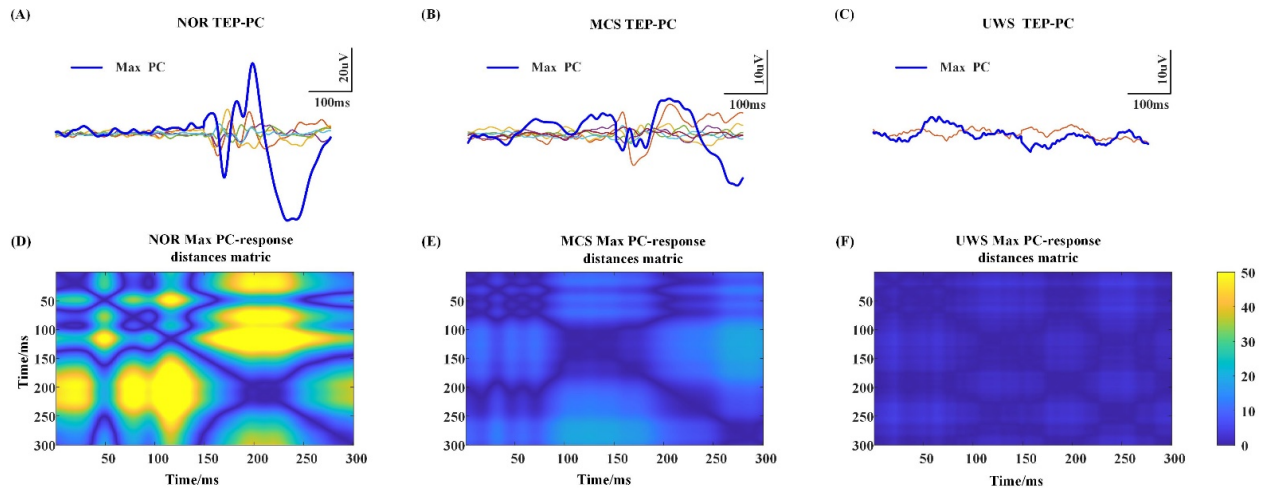 (A)
NOR TEP-PC
Max PC
20uV
100ms
(B)
MCS TEP-PC
Max PC
10uV
100ms
(C)
UWS TEP-PC
Max PC
10uV
100ms
(D)
NOR Max PC-response
distances matric
Time/ms
50
100
150
200
250
300
50
100
150
200
250
300
Time/ms
(E)
MCS Max PC-response
distances matric
50
100
150
200
250
300
50
100
150
200
250
300
Time/ms
(F)
UWS Max PC-response
distances matric
50
100
150
200
250
300
50
100
150
200
250
300
Time/ms
50
40
30
20
10
0